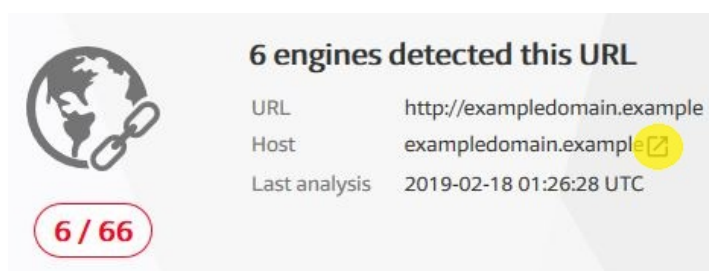 6 engines detected this URL
URL http://exampledomain.example
Host exampledomain.example
Last analysis 2019-02-18 01:26:28 UTC
6 / 66